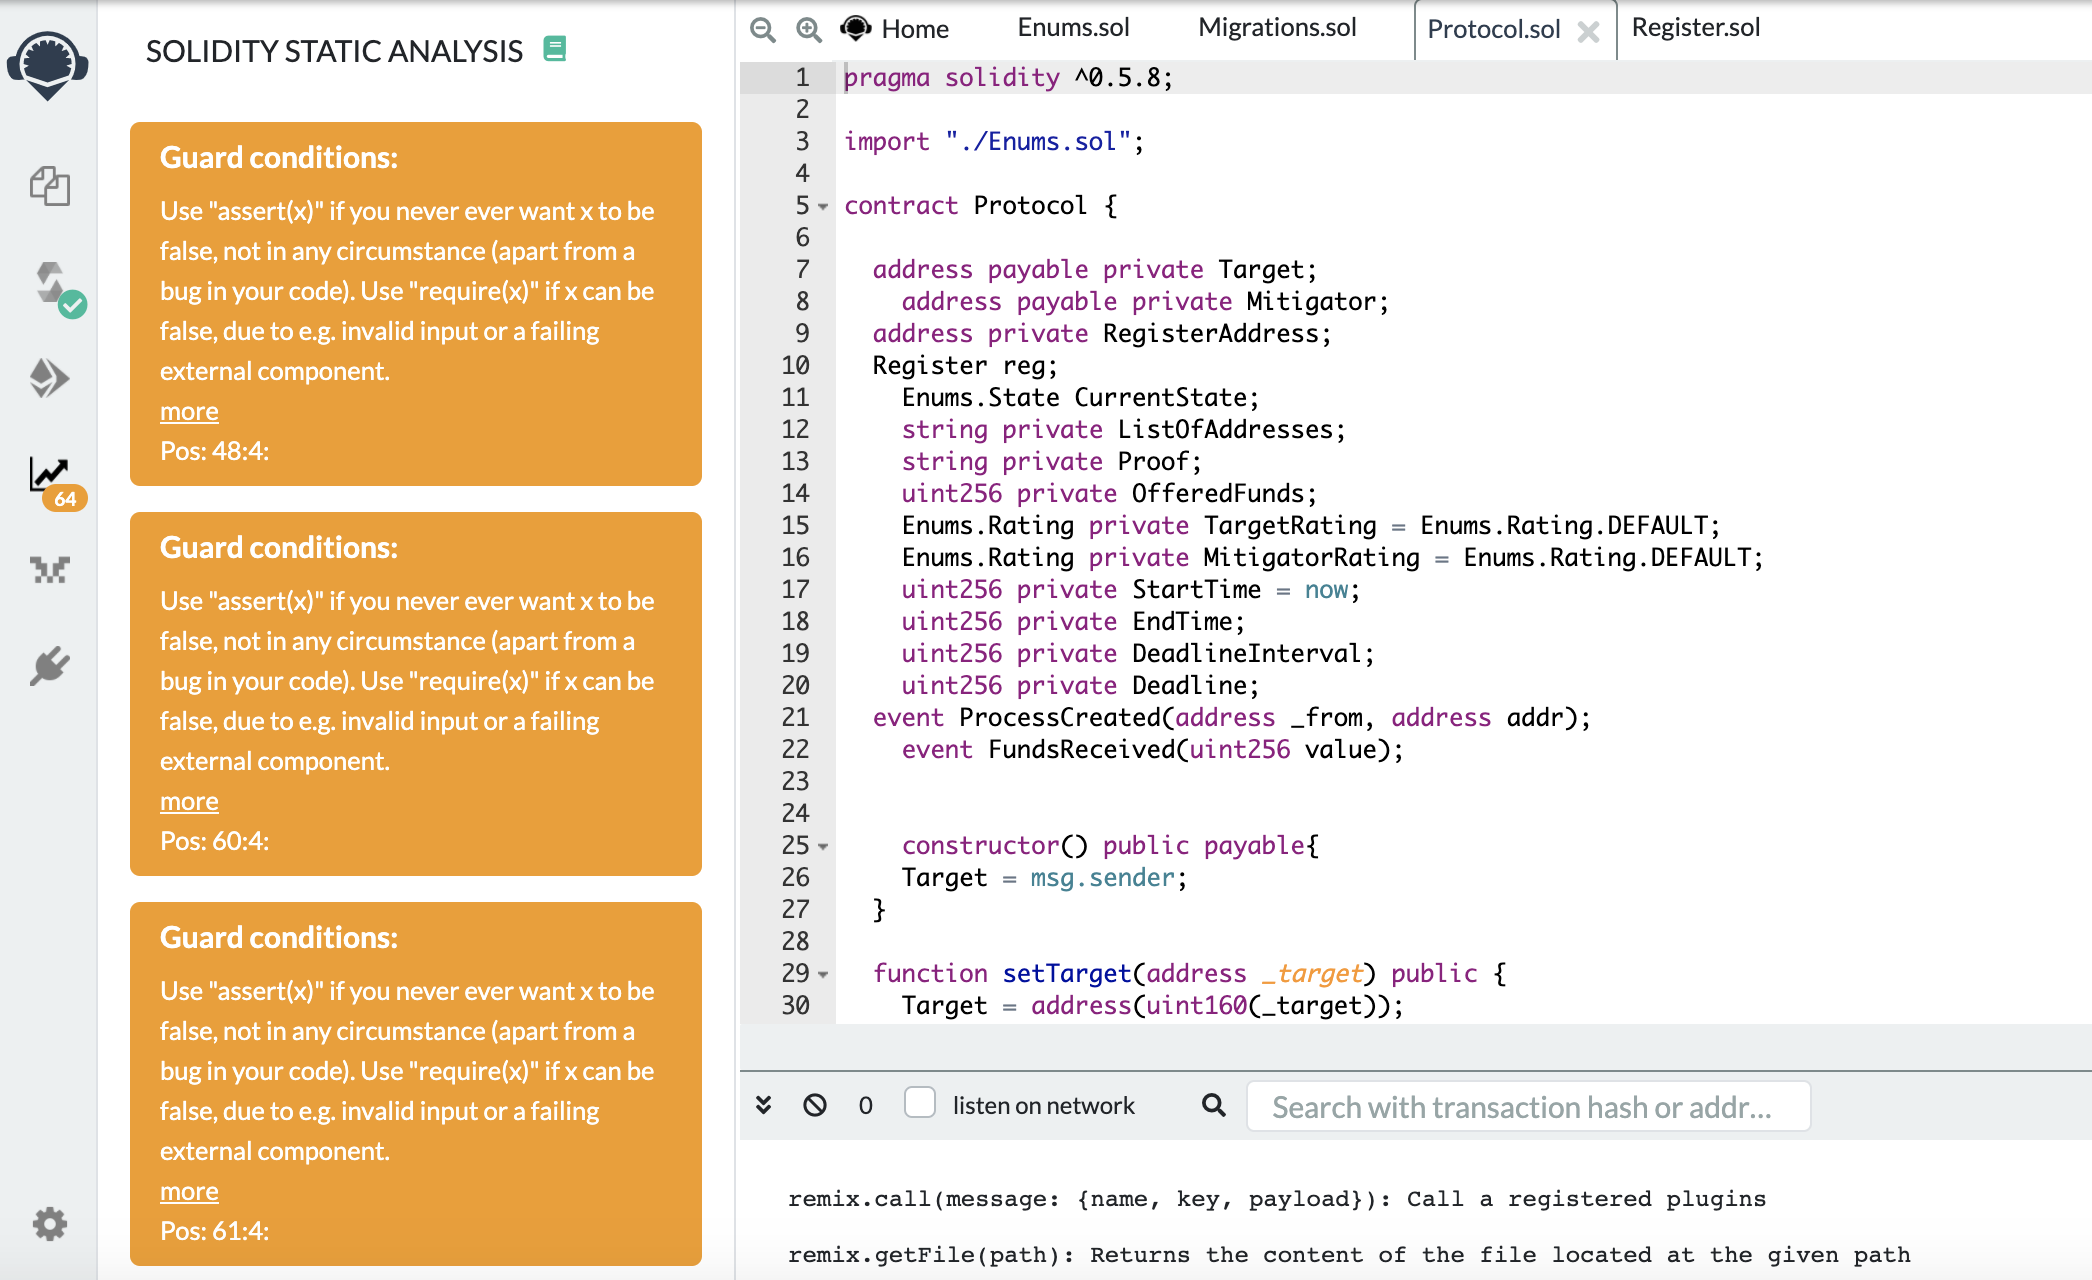 SOLIDITY STATIC ANALYSIS
Guard conditions:
Use "assert(x)" if you never ever want x to be
false, not in any circumstance (apart from a
bug in your code). Use "require(x)" if x can be
false, due to e.g. invalid input or a failing
external component.
more
Pos: 48:4:
Guard conditions:
Use "assert(x)" if you never ever want x to be
false, not in any circumstance (apart from a
bug in your code). Use "require(x)" if x can be
false, due to e.g. invalid input or a failing
external component.
more
Pos: 60:4:
Guard conditions:
Use "assert(x)" if you never ever want x to be
false, not in any circumstance (apart from a
bug in your code). Use "require(x)" if x can be
false, due to e.g. invalid input or a failing
external component.
more
Pos: 61:4:
64
Home Enums.sol Migrations.sol Protocol.sol Register.sol
1 pragma solidity ^0.5.8;
2
3 import "./Enums.sol";
4
5 contract Protocol {
6
7 address payable private Target;
8 address payable private Mitigator;
9 address private RegisterAddress;
10 Register reg;
11 Enums.State CurrentState;
12 string private ListOfAddresses;
13 string private Proof;
14 uint256 private OfferedFunds;
15 Enums.Rating private TargetRating = Enums.Rating.DEFAULT;
16 Enums.Rating private MitigatorRating = Enums.Rating.DEFAULT;
17 uint256 private StartTime = now;
18 uint256 private EndTime;
19 uint256 private DeadlineInterval;
20 uint256 private Deadline;
21 event ProcessCreated(address _from, address addr);
22 event FundsReceived(uint256 value);
23
24
25 constructor() public payable{
26 Target = msg.sender;
27 }
28
29 function setTarget(address _target) public {
30 Target = address(uint160(_target));
0 listen on network Search with transaction hash or addr...
remix.call(message: {name, key, payload}): Call a registered plugins
remix.getFile(path): Returns the content of the file located at the given path